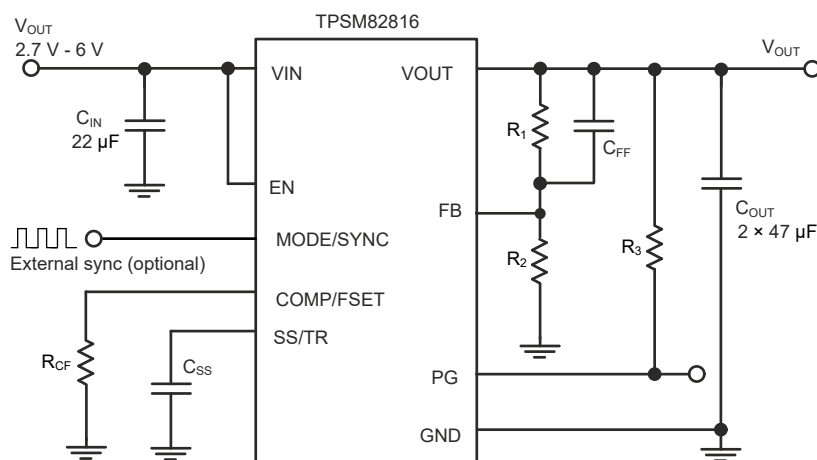 TPSM82816
VOUT
2.7 V - 6 V
VOUT
VIN
VOUT
CIN
22 µF
R1
CFF
EN
FB
COUT
2 × 47 µF
MODE/SYNC
R2
R3
External sync (optional)
COMP/FSET
SS/TR
RCF
CSS
PG
GND